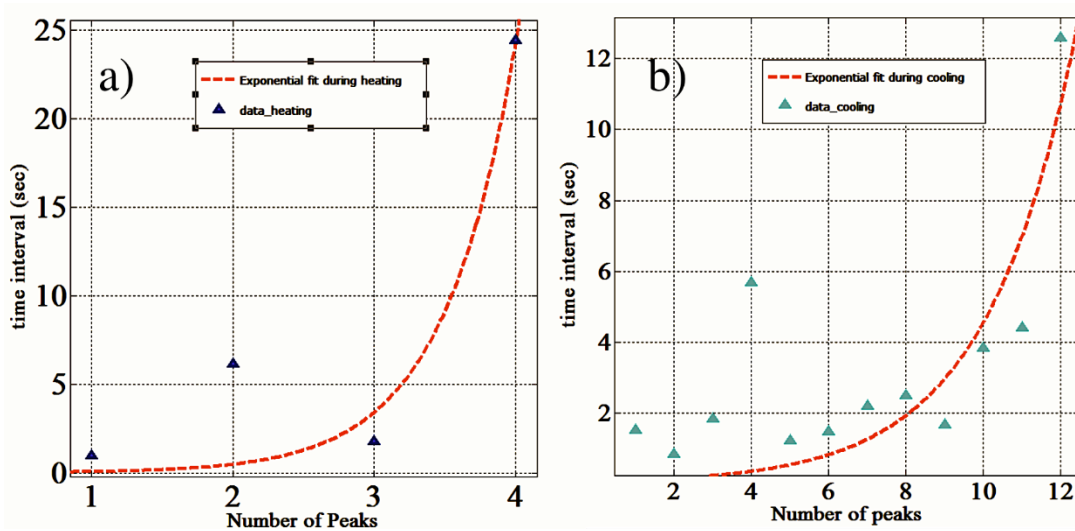 a)
Exponential fit during heating
data_heating
time interval (sec)
25
20
15
10
5
0
1 2 3 4
Number of Peaks
b)
Exponential fit during cooling
data_cooling
time interval (sec)
12
10
8
6
4
2
2 4 6 8 10 12
Number of peaks